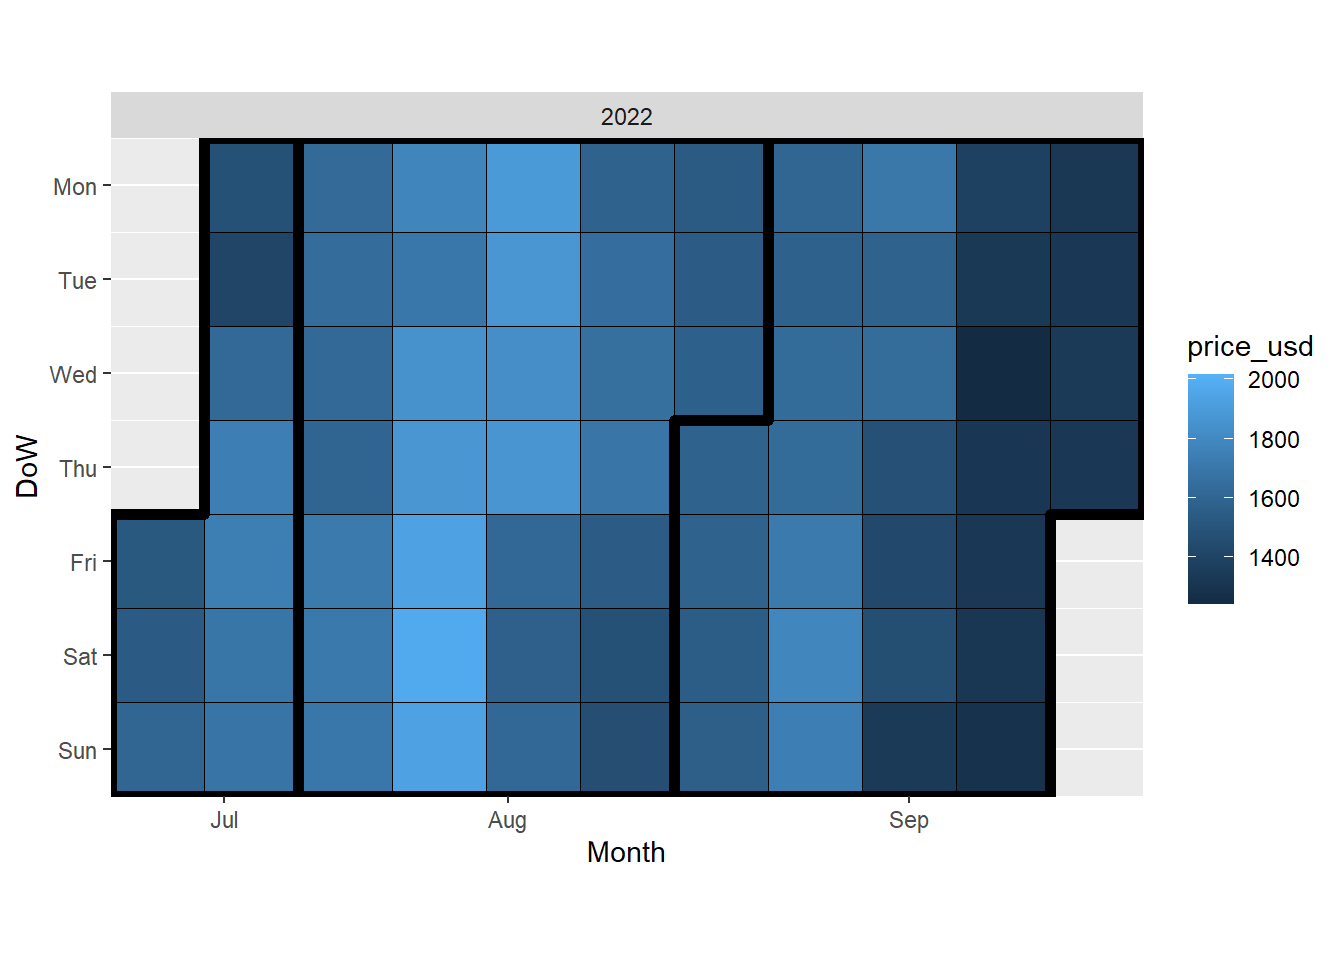 2022
Mon
Tue
Wed
Thu
Fri
Sat
Sun
DoW
Jul
Aug
Sep
Month
price_usd
2000
1800
1600
1400